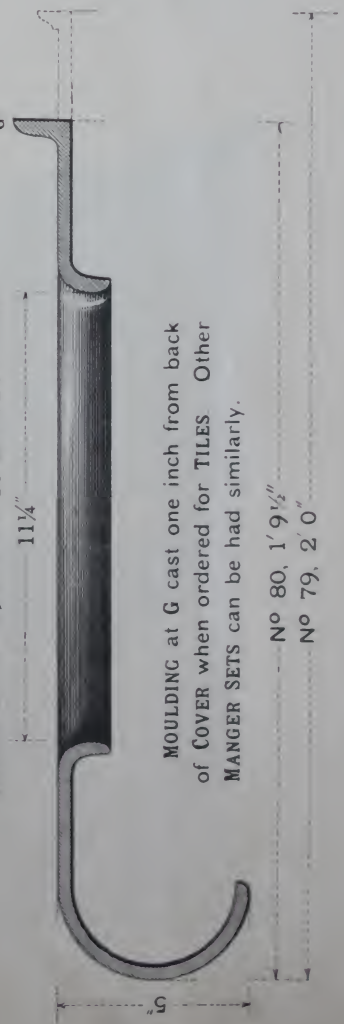 11¼"
MOULDING at G cast one inch from back
of COVER when ordered for TILES. Other
MANGER SETS can be had similarly.
Nº 80, 1' 9½"
Nº 79, 2' 0"
5"